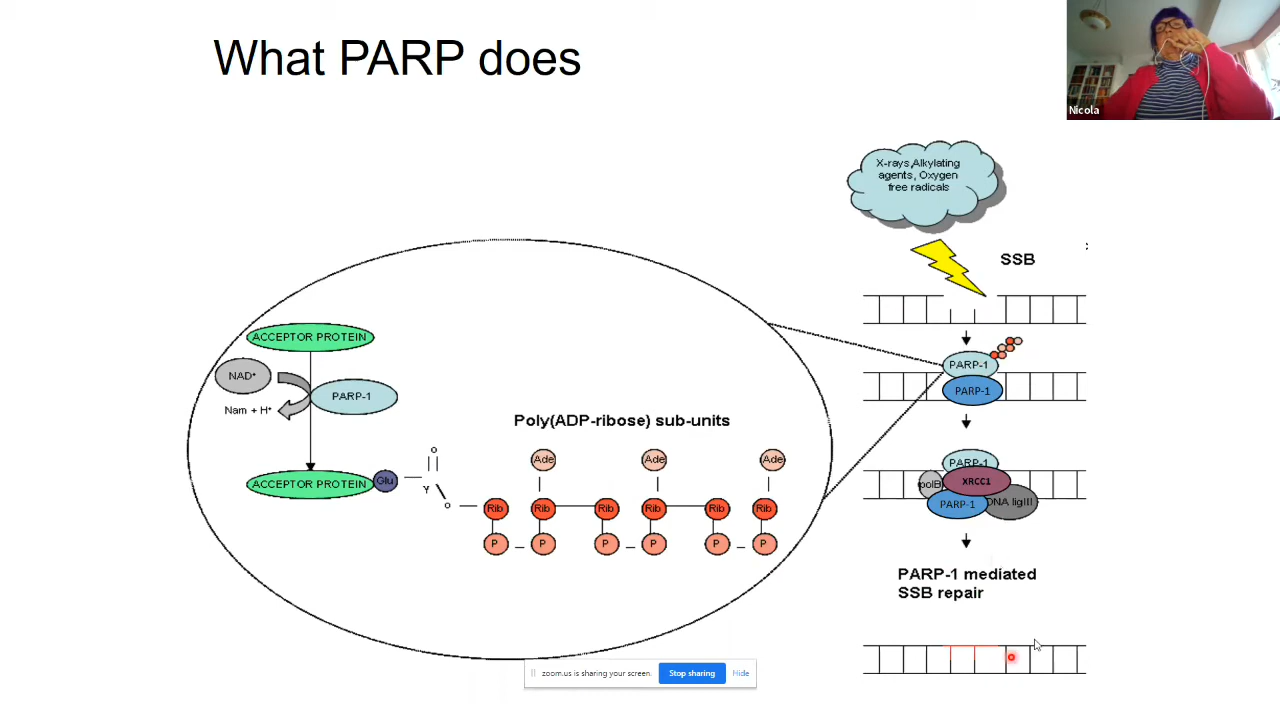 What PARP does
Nicola
X-rays,Alkylating
agents, Oxygen
free radicals
SSB
ACCEPTOR PROTEIN
NAD+
PARP-1
Nam + H+
PARP-1
PARP-1
Poly(ADP-ribose) sub-units
Ade
Ade
Ade
PARP-1
XRCC1
polB
PARP-1
DNA ligIII
ACCEPTOR PROTEIN
Glu
O
Y
O
Rib
Rib
Rib
Rib
Rib
Rib
P
P
P
P
P
P
PARP-1 mediated
SSB repair
zoom.us is sharing your screen.
Stop sharing
Hide